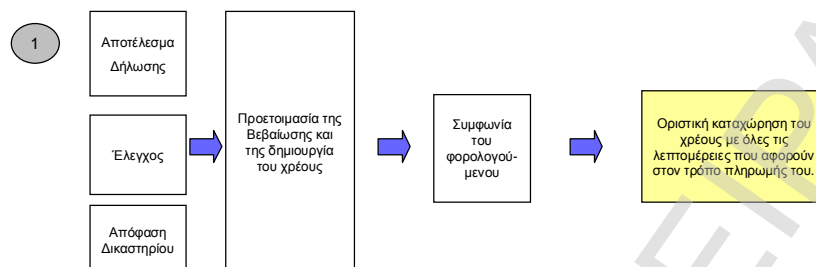 1
Αποτέλεσμα
Δήλωσης
Έλεγχος
Απόφαση
Δικαστηρίου
Προετοιμασία της
Βεβαίωσης και
της δημιουργία
του χρέους
Συμφωνία
του
φορολογού-
μενου
Οριστική καταχώρηση του
χρέους με όλες τις
λεπτομέρειες που αφορούν
στον τρόπο πληρωμής του.